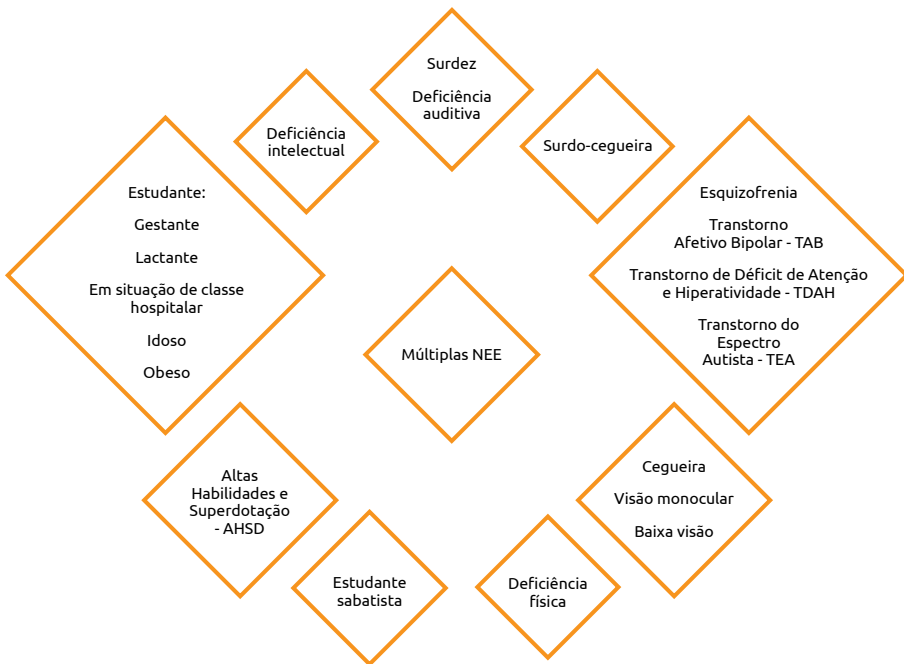 Surdez
Deficiência
auditiva
Deficiência
intelectual
Surdo-cegueira
Estudante:
Gestante
Lactante
Em situação de classe
hospitalar
Idoso
Obeso
Esquizofrenia
Transtorno
Afetivo Bipolar - TAB
Transtorno de Déficit de Atenção
e Hiperatividade - TDAH
Transtorno do
Espectro
Autista - TEA
Múltiplas NEE
Altas
Habilidades e
Superdotação
- AHSD
Cegueira
Visão monocular
Baixa visão
Estudante
sabatista
Deficiência
física